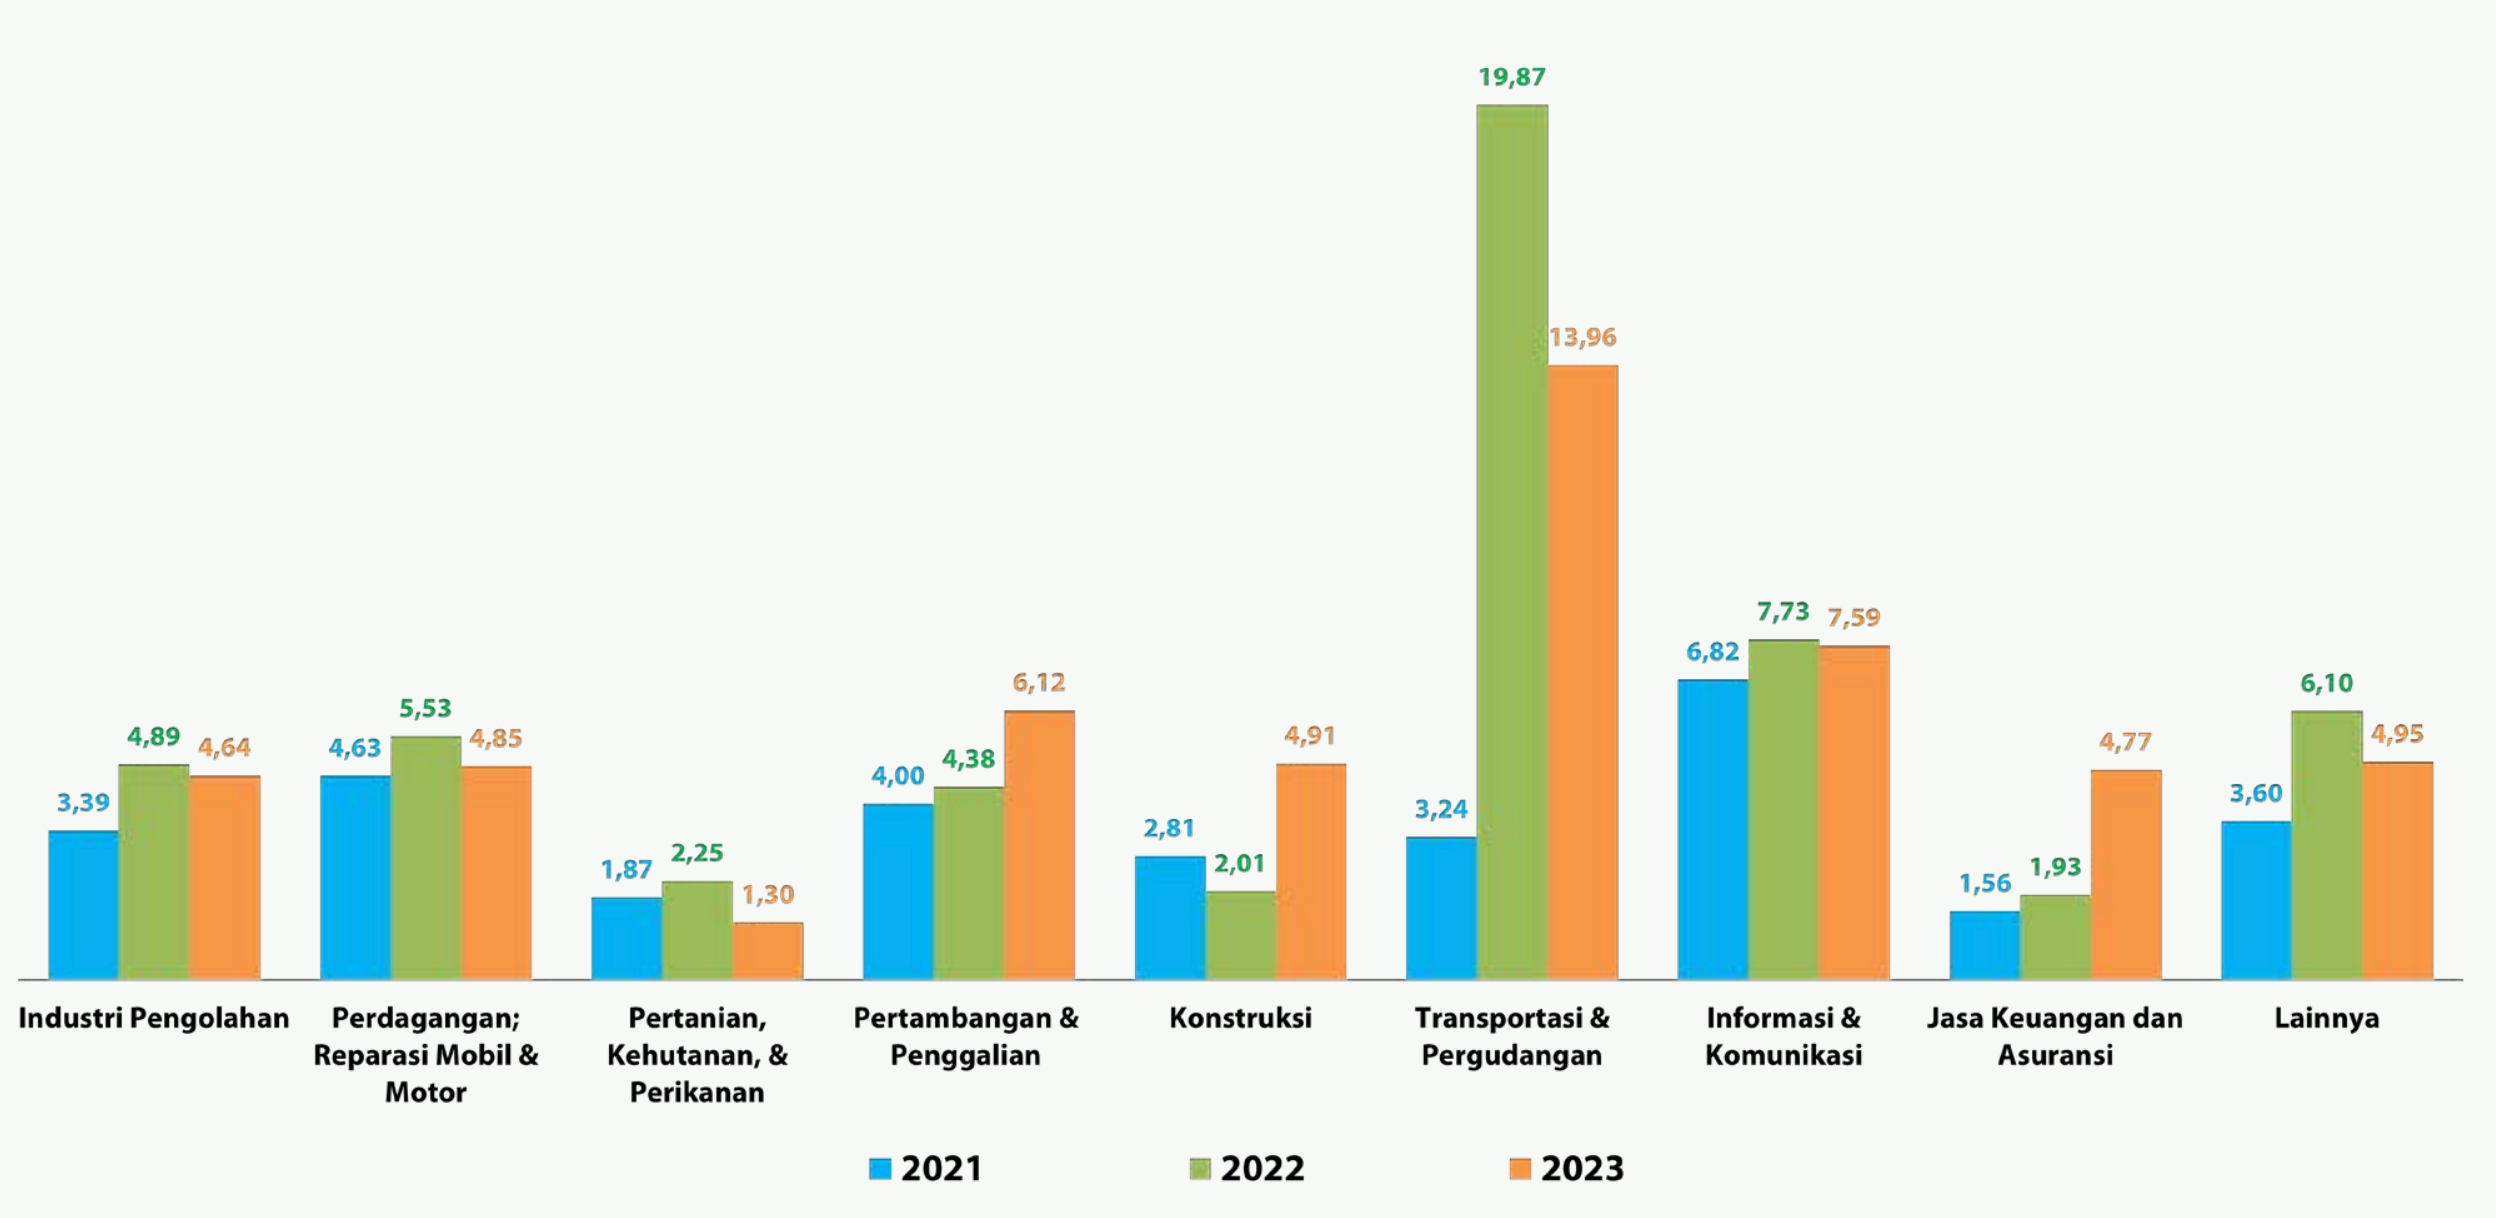 19,87
13,96
7,73
7,59
6,82
6,12
6,10
5,53
4,89
4,64
4,63
4,85
4,00
4,38
4,91
4,77
4,95
3,39
1,87
2,25
1,30
2,81
2,01
3,24
1,56
1,93
3,60
Industri Pengolahan
Perdagangan;
Reparasi Mobil &
Motor
Pertanian,
Kehutanan, &
Perikanan
Pertambangan &
Penggalian
Konstruksi
Transportasi &
Pergudangan
Informasi &
Komunikasi
Jasa Keuangan dan
Asuransi
Lainnya
2021
2022
2023